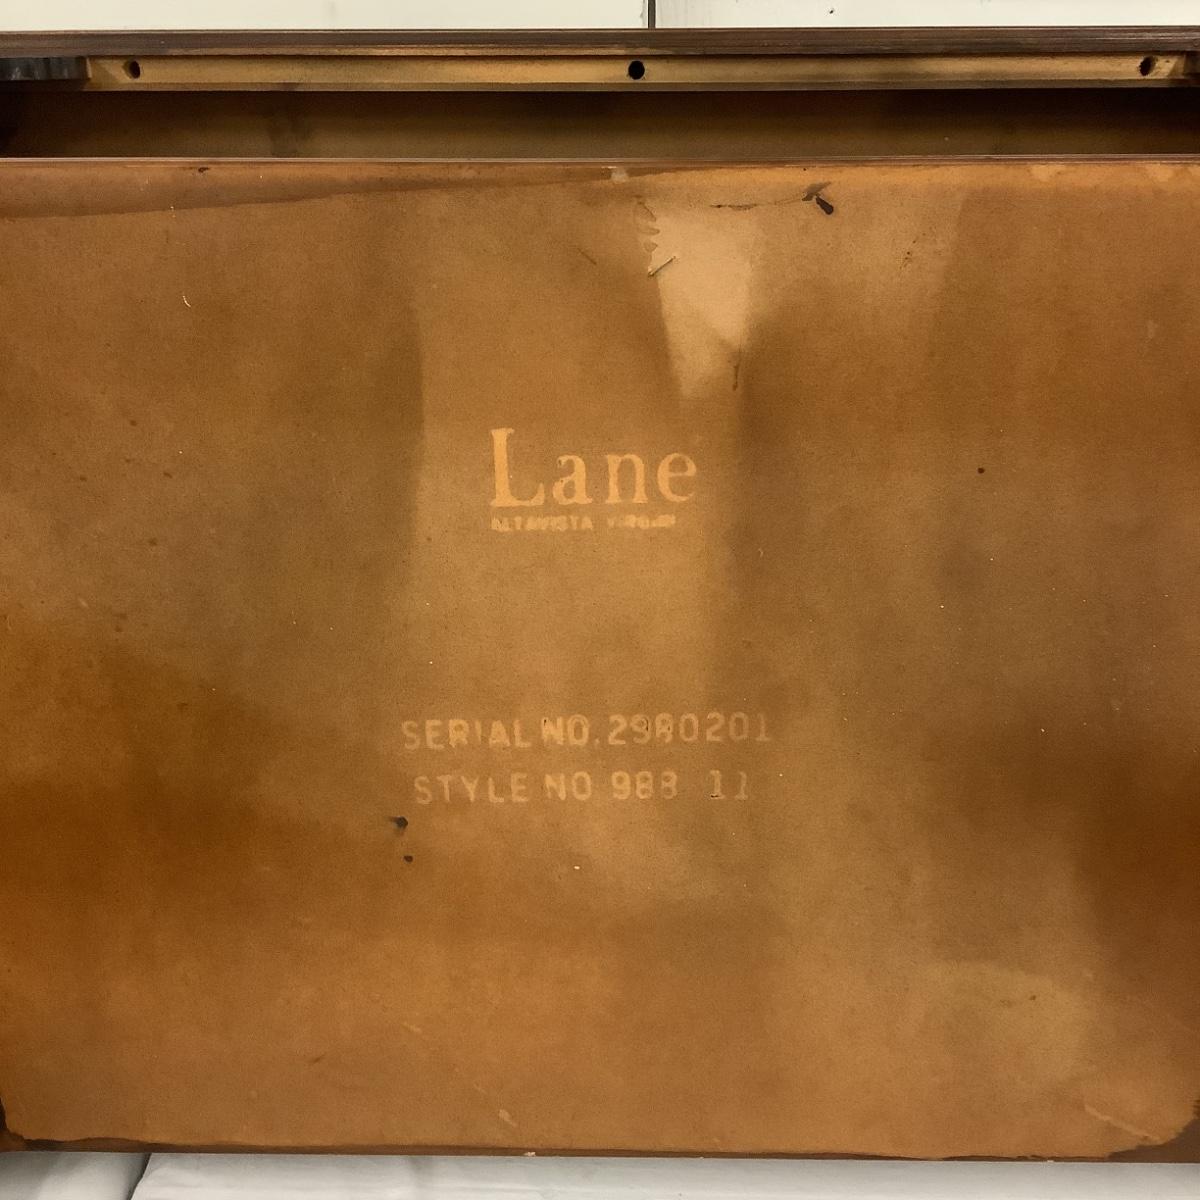 Lane
ALTAVISTA VIRGINIA
SERIAL NO. 2980201
STYLE NO 988 11